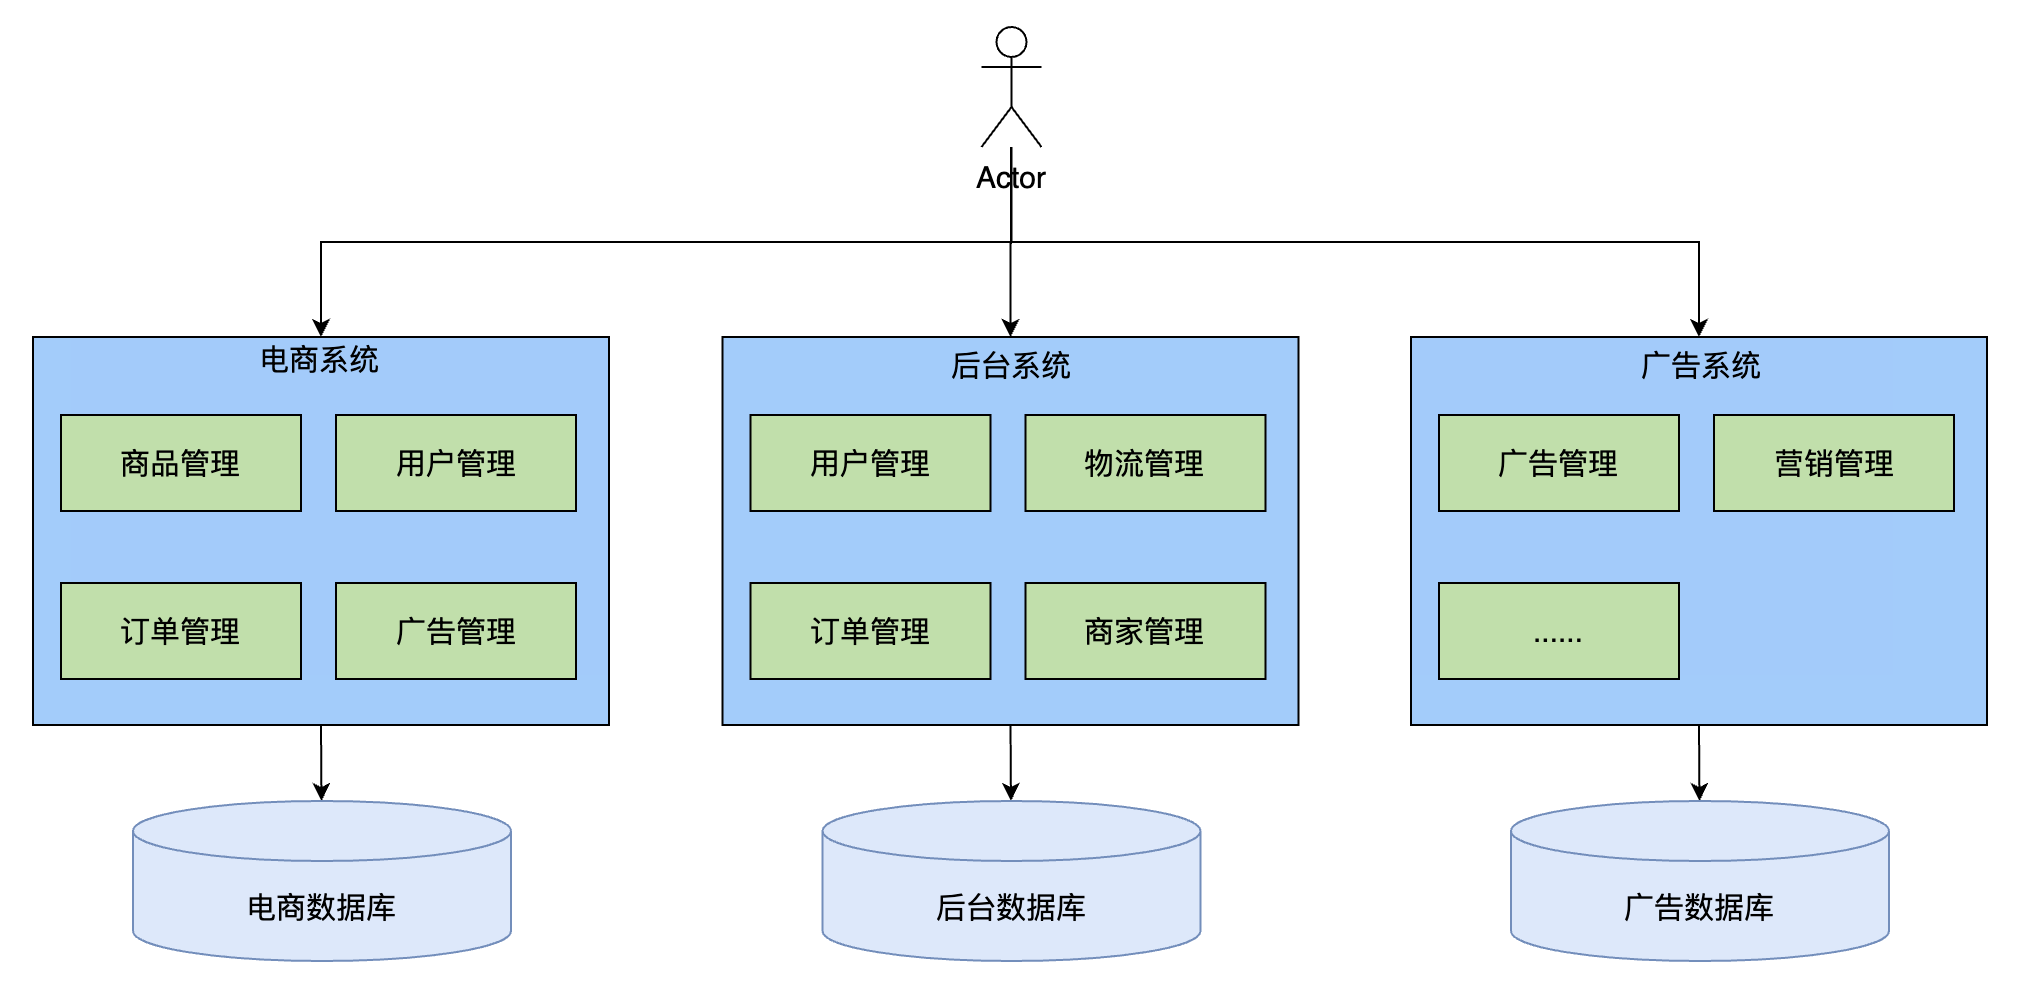 Actor
电商系统
商品管理
用户管理
订单管理
广告管理
电商数据库
后台系统
用户管理
物流管理
订单管理
商家管理
后台数据库
广告系统
广告管理
营销管理
......
广告数据库